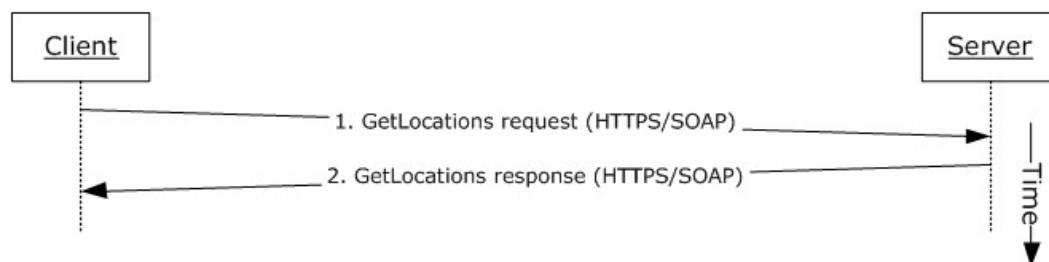 Client
Server
1. GetLocations request (HTTPS/SOAP)
2. GetLocations response (HTTPS/SOAP)
Time